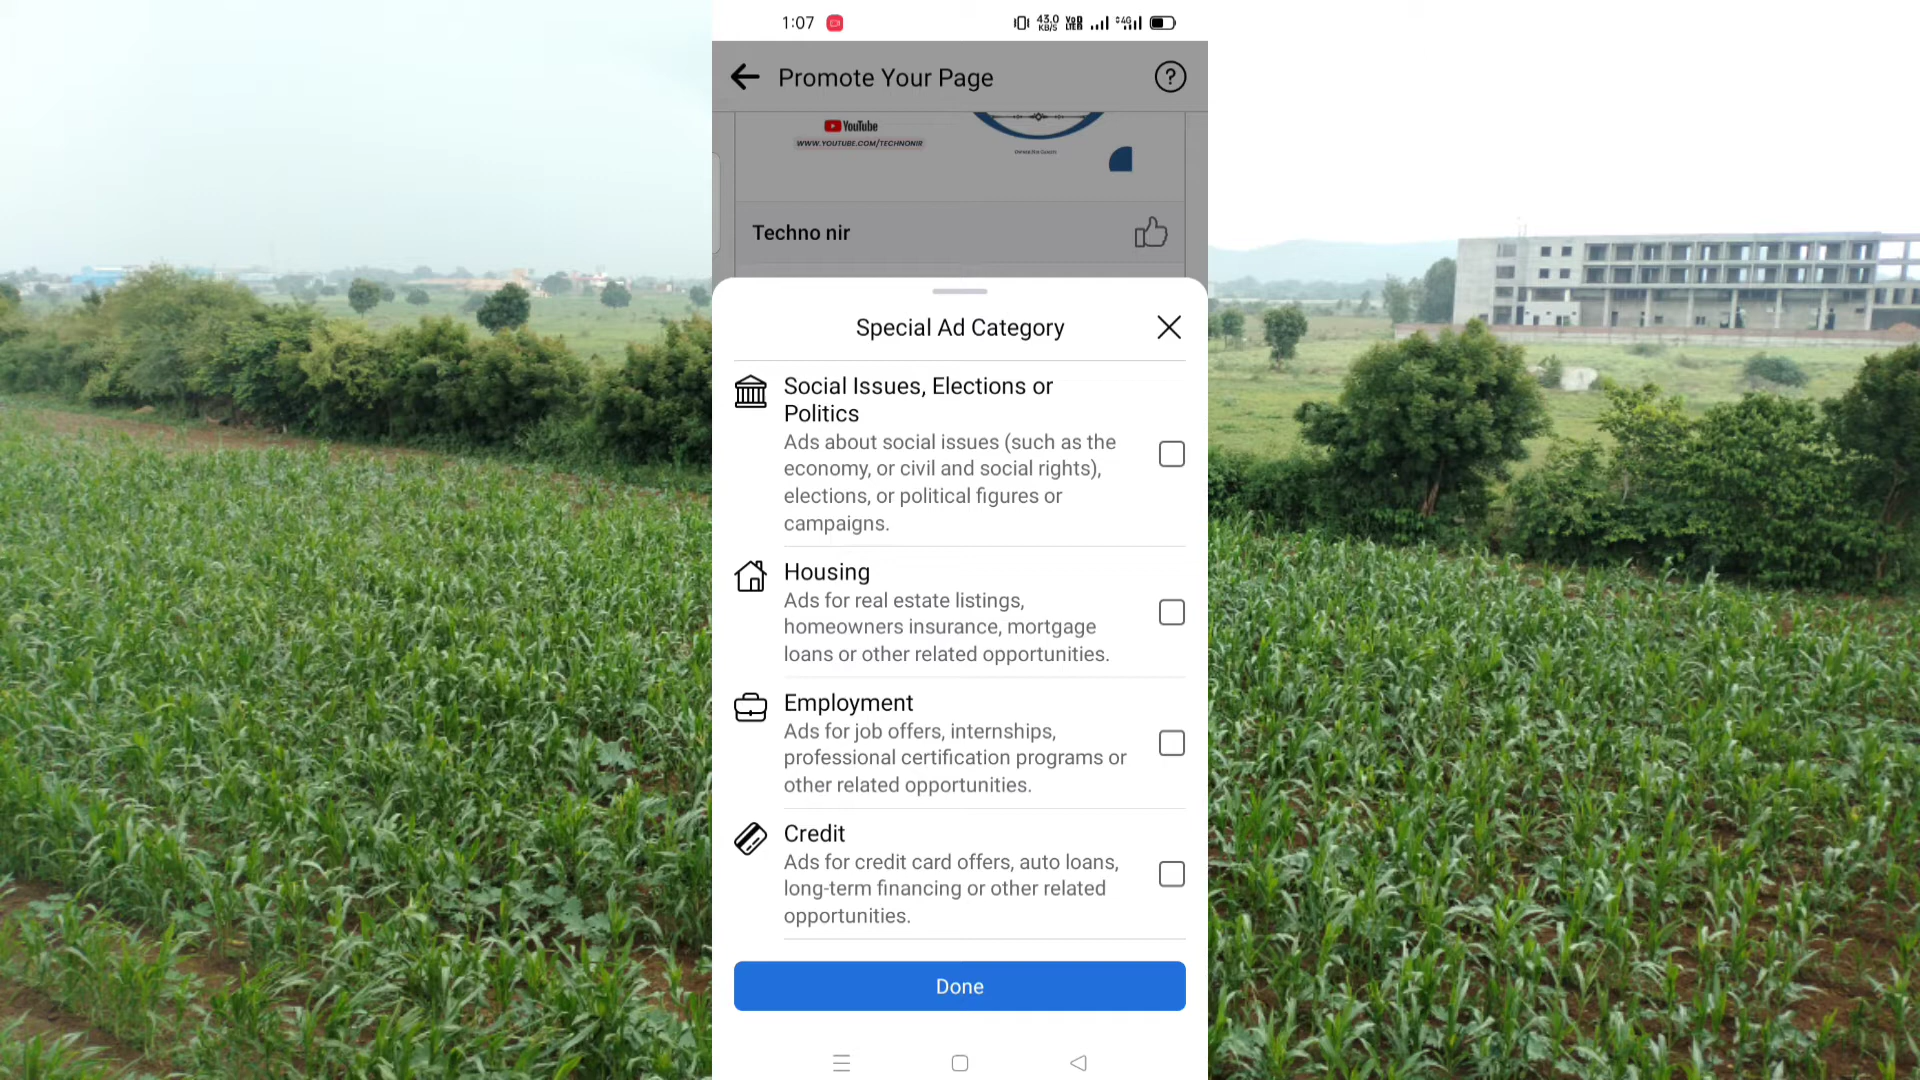 1:07
43.0
KB/S
4G
Promote Your Page
?
YouTube
WWW.YOUTUBE.COM/TECHNONIR
Techno nir
Special Ad Category
Social Issues, Elections or
Politics
Ads about social issues (such as the
economy, or civil and social rights),
elections, or political figures or
campaigns.
Housing
Ads for real estate listings,
homeowners insurance, mortgage
loans or other related opportunities.
Employment
Ads for job offers, internships,
professional certification programs or
other related opportunities.
Credit
Ads for credit card offers, auto loans,
long-term financing or other related
opportunities.
Done